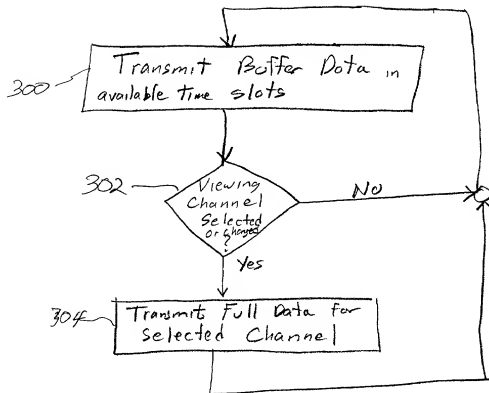 300
Transmit Buffer Data in
available time slots
302
Viewing
Channel
Selected
or changed
?
No
Yes
304
Transmit Full Data for
Selected Channel